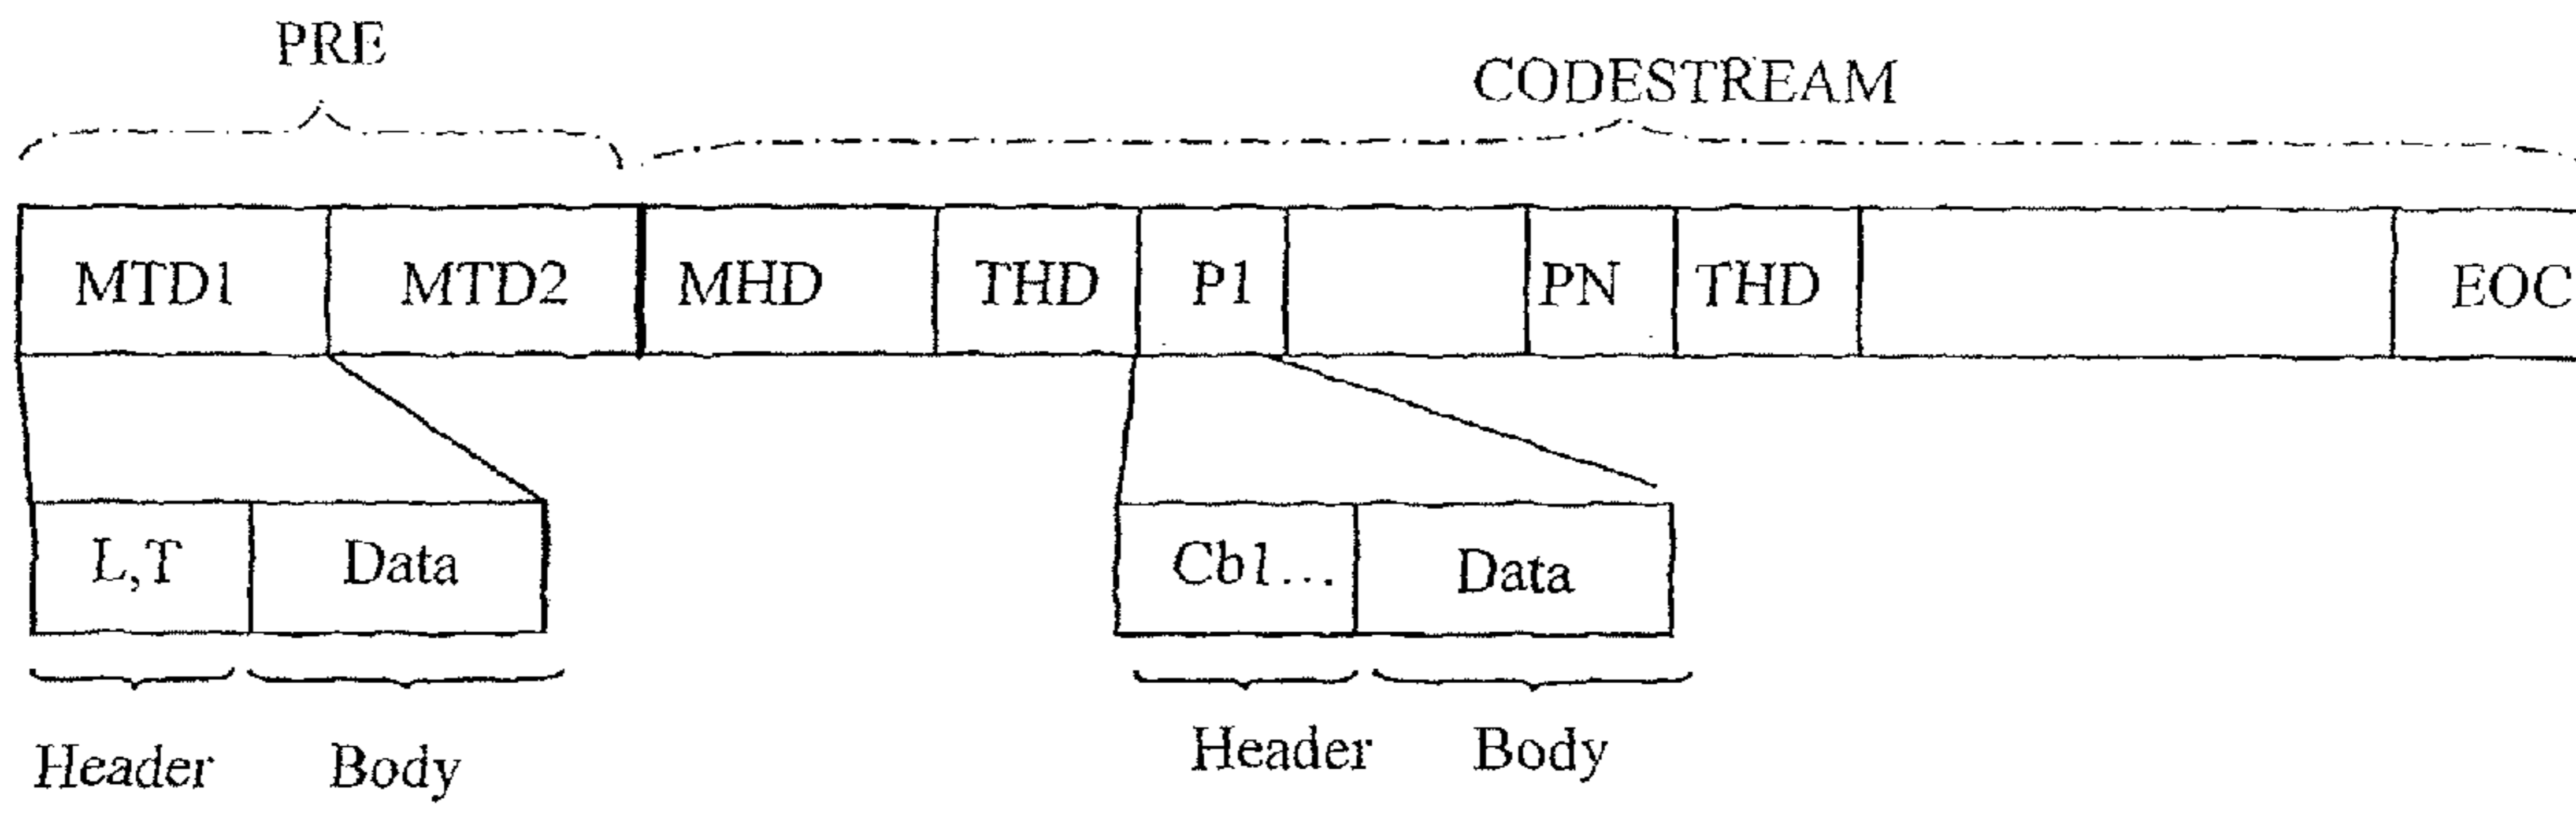 PRE
CODESTREAM
MTD1 MTD2 MHD THD P1 PN THD EOC
L,T Data Cb1... Data
Header Body Header Body